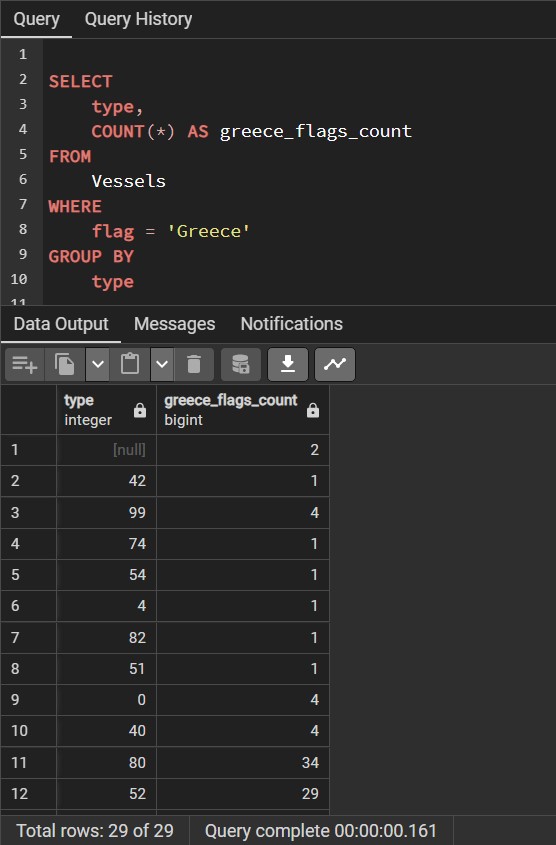 Query Query History
1
2 SELECT
3 type,
4 COUNT(*) AS greece_flags_count
5 FROM
6 Vessels
7 WHERE
8 flag = 'Greece'
9 GROUP BY
10 type
11
Data Output Messages Notifications
type greece_flags_count
integer bigint
1 [null] 2
2 42 1
3 99 4
4 74 1
5 54 1
6 4 1
7 82 1
8 51 1
9 0 4
10 40 4
11 80 34
12 52 29
Total rows: 29 of 29 Query complete 00:00:00.161